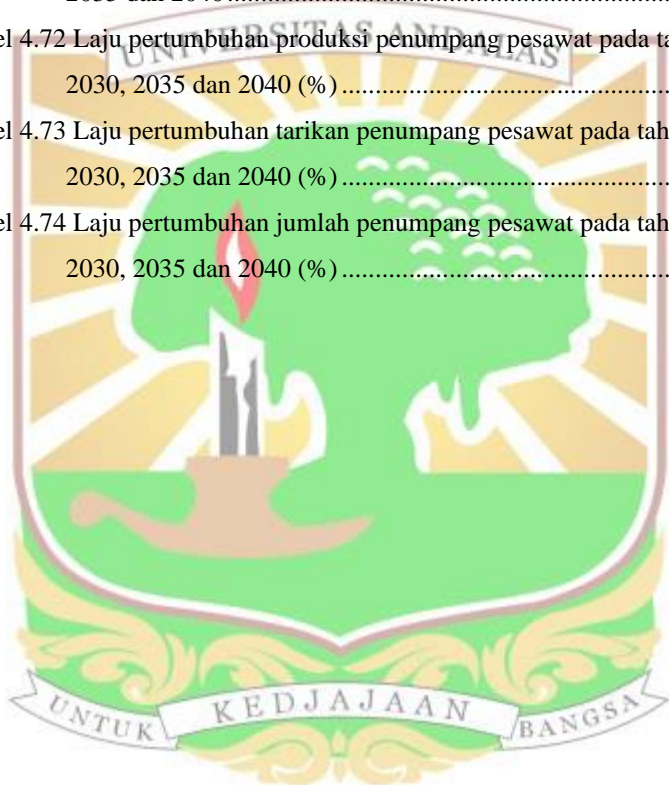 2035 dan 2040
UNIVERSITAS ANDALAS
el 4.72 Laju pertumbuhan produksi penumpang pesawat pada ta
2030, 2035 dan 2040 (%)
el 4.73 Laju pertumbuhan tarikan penumpang pesawat pada tah
2030, 2035 dan 2040 (%)
el 4.74 Laju pertumbuhan jumlah penumpang pesawat pada tah
2030, 2035 dan 2040 (%)
UNTUK KEDJAJAAN BANGSA